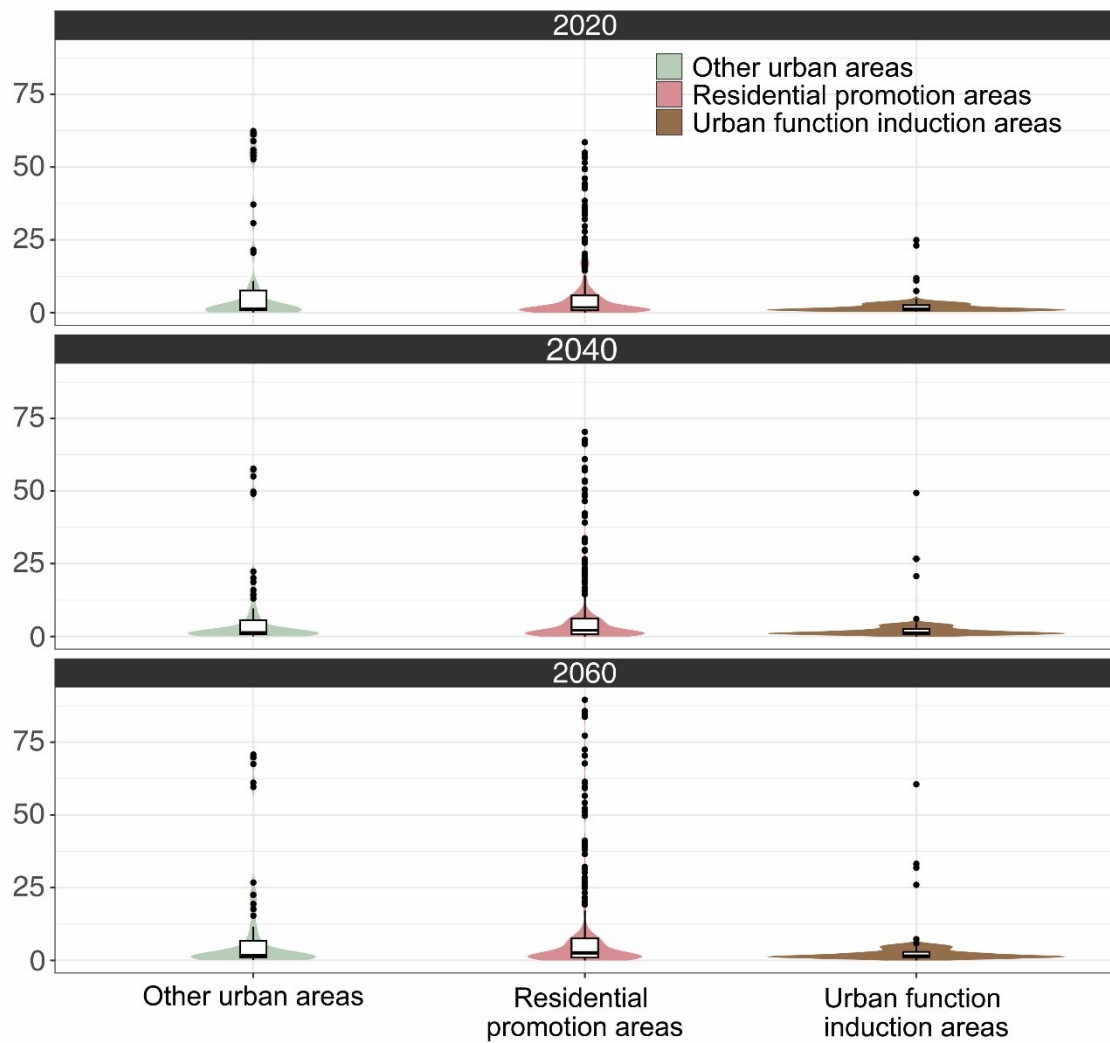 2020
Other urban areas
Residential promotion areas
Urban function induction areas
75
50
25
0
2040
75
50
25
0
2060
75
50
25
0
Other urban areas
Residential
promotion areas
Urban function
induction areas